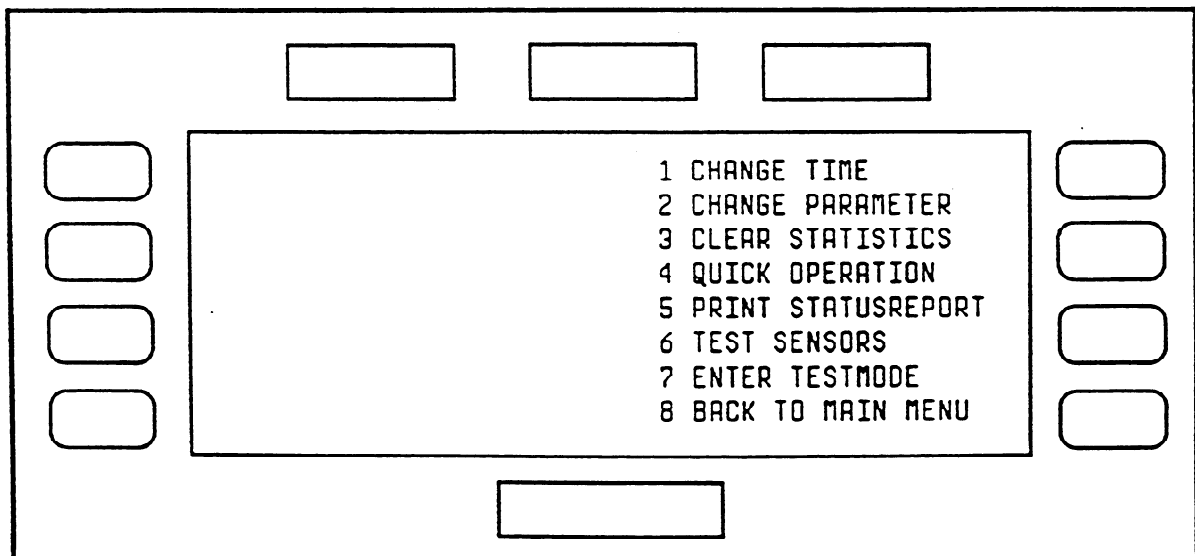 1 CHANGE TIME
2 CHANGE PARAMETER
3 CLEAR STATISTICS
4 QUICK OPERATION
5 PRINT STATUSREPORT
6 TEST SENSORS
7 ENTER TESTMODE
8 BACK TO MAIN MENU